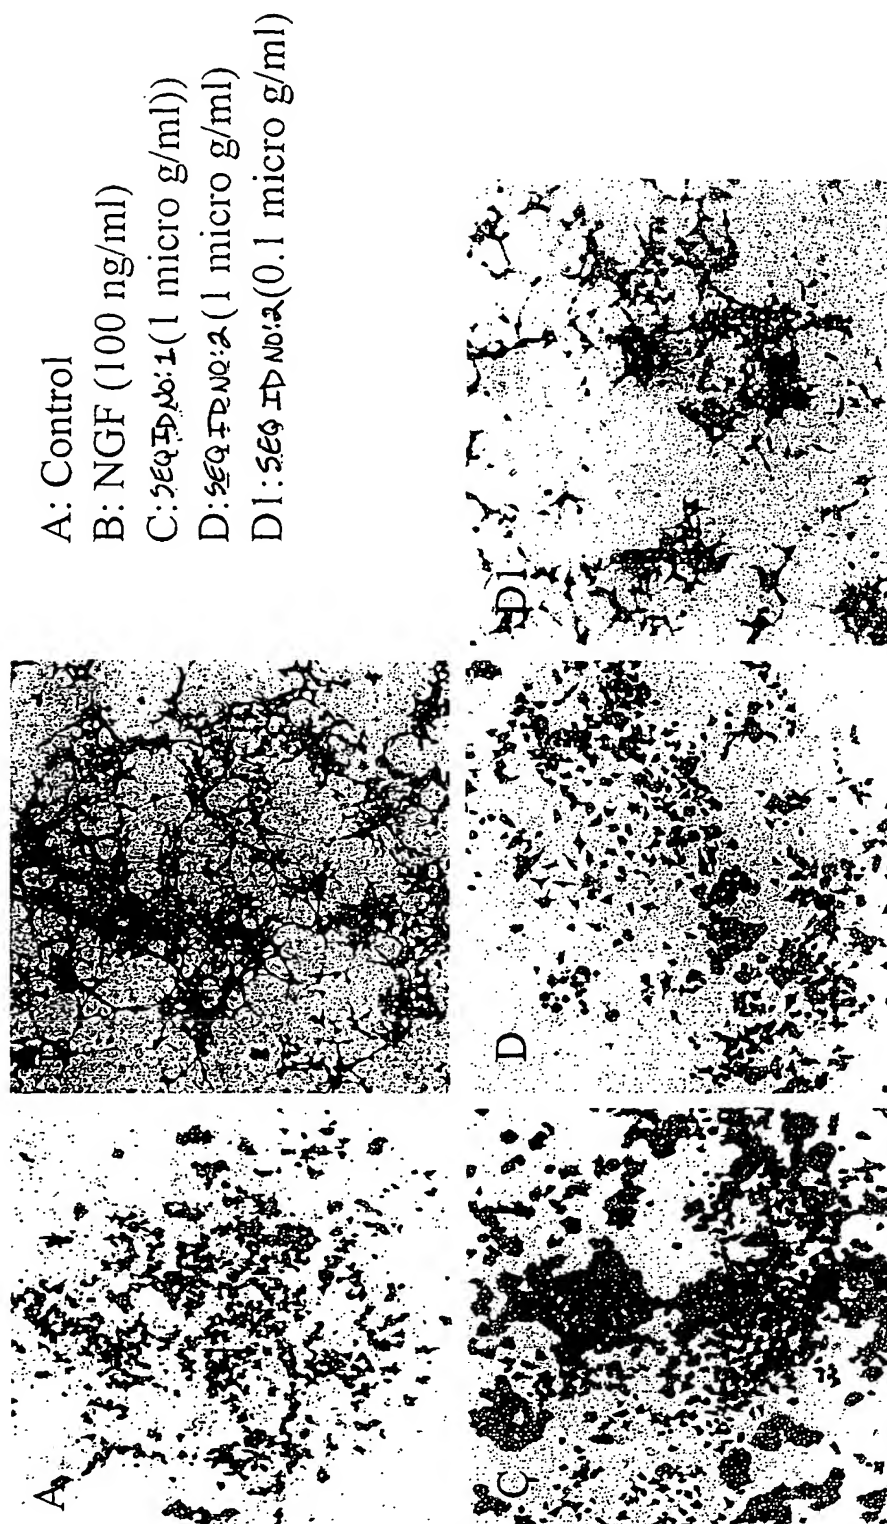 A: Control
B: NGF (100 ng/ml)
C: SEQ ID NO: 1 (1 micro g/ml))
D: SEQ ID NO: 2 (1 micro g/ml)
D1: SEQ ID NO: 2 (0.1 micro g/ml)
A
C
D
D1